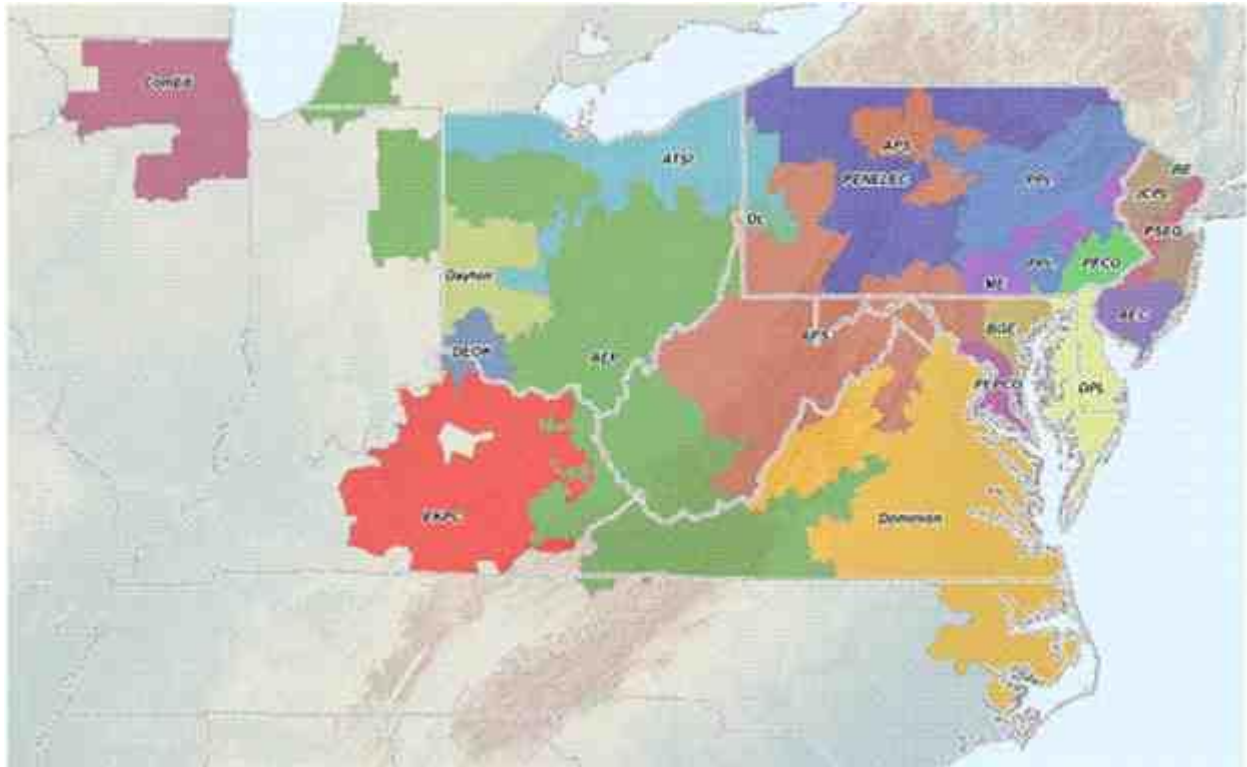 ComEd
ATSI
APS
PENELEC
PPL
RE
JCPL
DL
PSEG
Dayton
PECO
PPL
ME
AEC
APS
BGE
DEOK
AEP
PEPCO
DPL
EKPC
Dominion